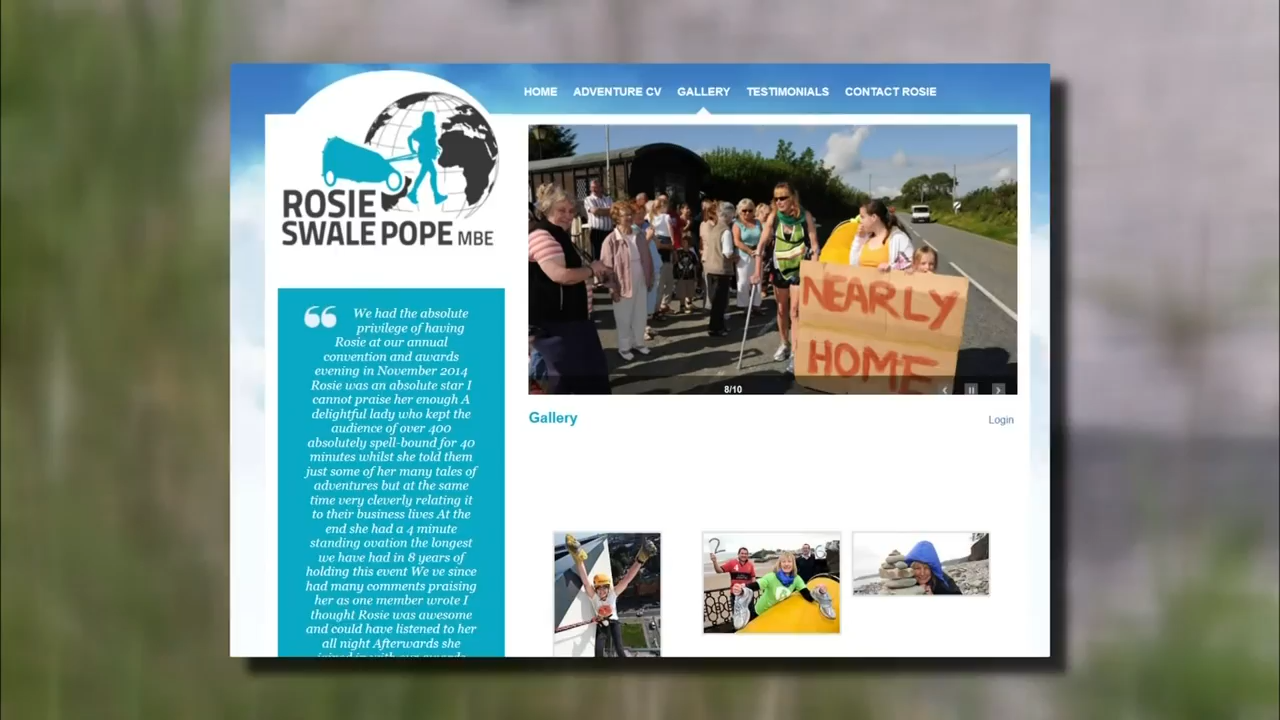 HOME ADVENTURE CV GALLERY TESTIMONIALS CONTACT ROSIE
ROSIE
SWALE POPE MBE
NEARLY
HOME
8/10
Gallery
Login
We had the absolute
privilege of having
Rosie at our annual
convention and awards
evening in November 2014
Rosie was an absolute star I
cannot praise her enough A
delightful lady who kept the
audience of over 400
absolutely spell-bound for 40
minutes whilst she told them
just some of her many tales of
adventures but at the same
time very cleverly relating it
to their business lives At the
end she had a 4 minute
standing ovation the longest
we have had in 8 years of
holding this event We ve since
had many comments praising
her as one member wrote I
thought Rosie was awesome
and could have listened to her
all night Afterwards she